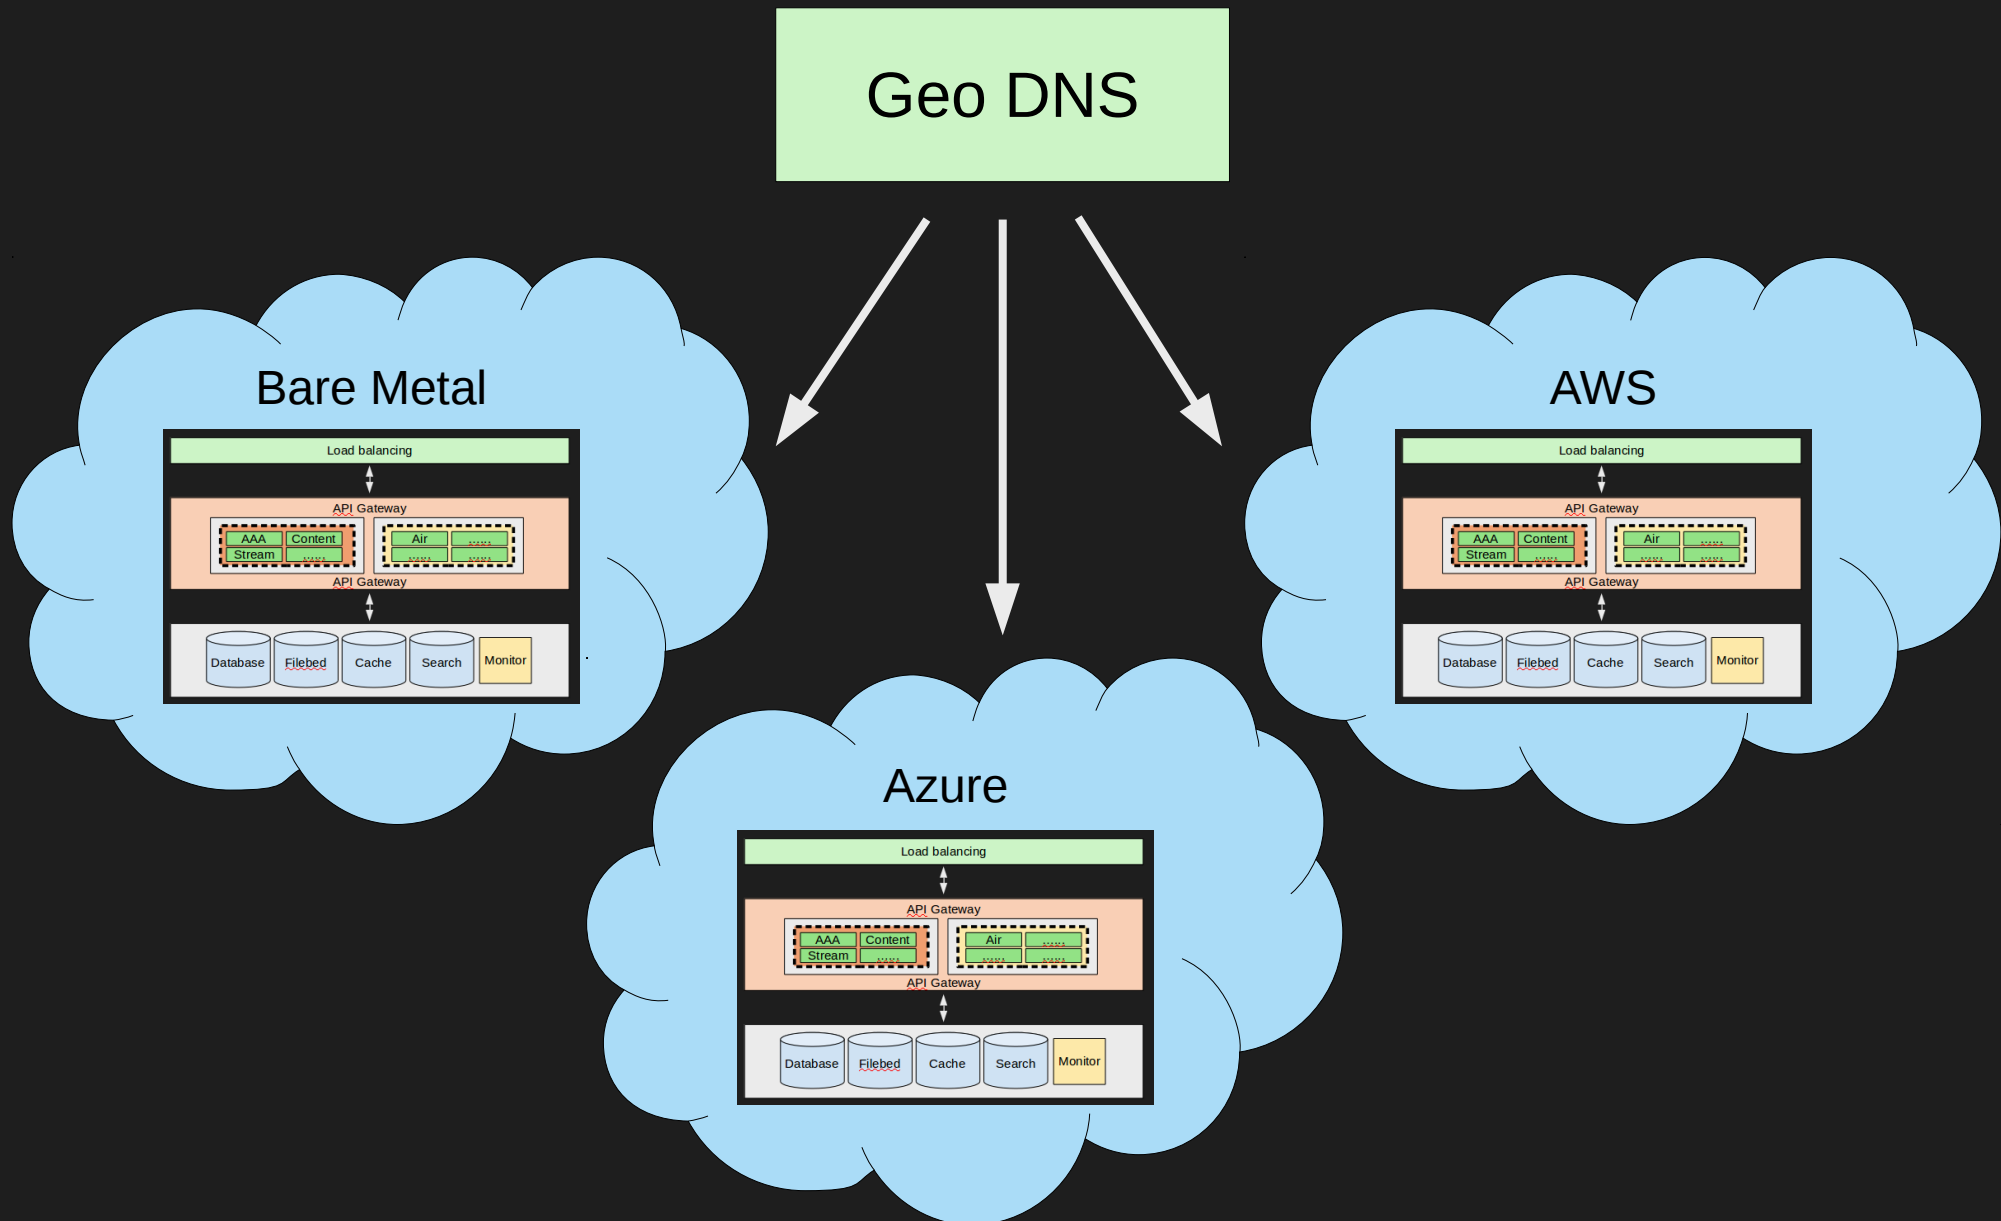 Geo DNS
Bare Metal
Load balancing
API Gateway
AAA Content
Stream ......
Air ......
...... ......
API Gateway
Database Filebed Cache Search Monitor
AWS
Load balancing
API Gateway
AAA Content
Stream ......
Air ......
...... ......
API Gateway
Database Filebed Cache Search Monitor
Azure
Load balancing
API Gateway
AAA Content
Stream ......
Air ......
...... ......
API Gateway
Database Filebed Cache Search Monitor